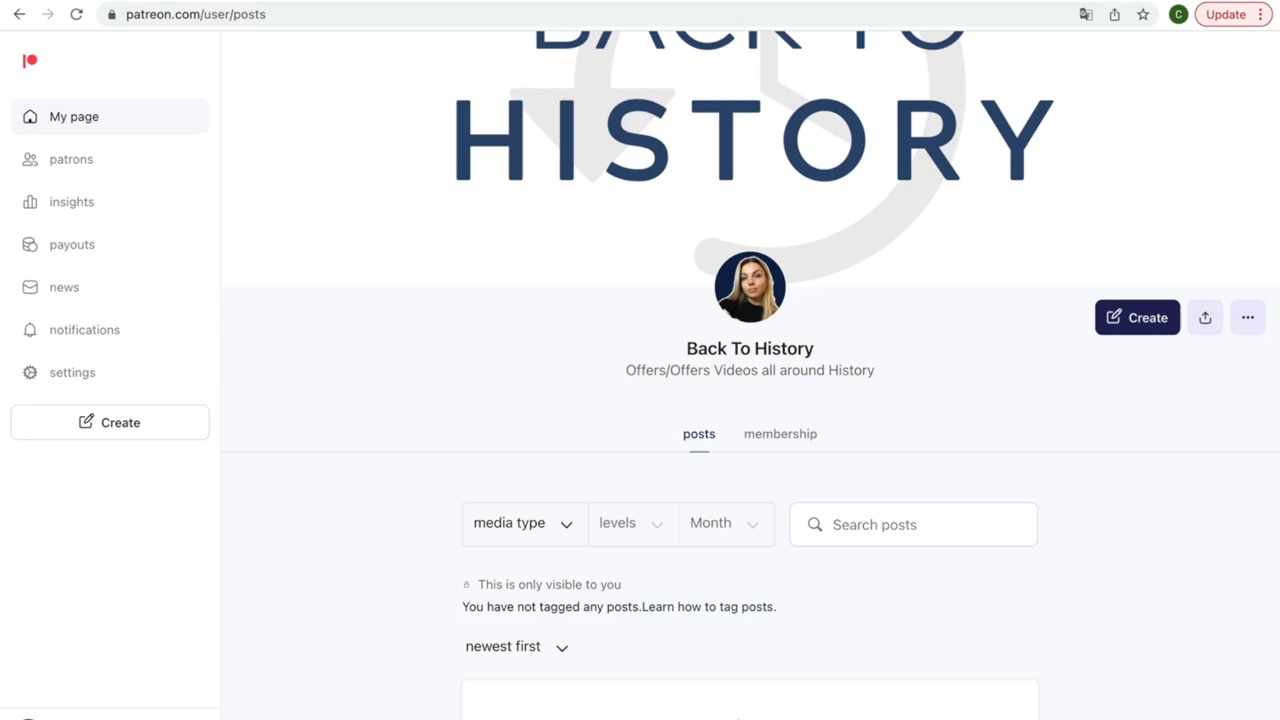 patreon.com/user/posts
C
Update
BACK TO
HISTORY
My page
patrons
insights
payouts
news
notifications
settings
Create
Create
Back To History
Offers/Offers Videos all around History
posts
membership
media type
levels
Month
Search posts
This is only visible to you
You have not tagged any posts.Learn how to tag posts.
newest first